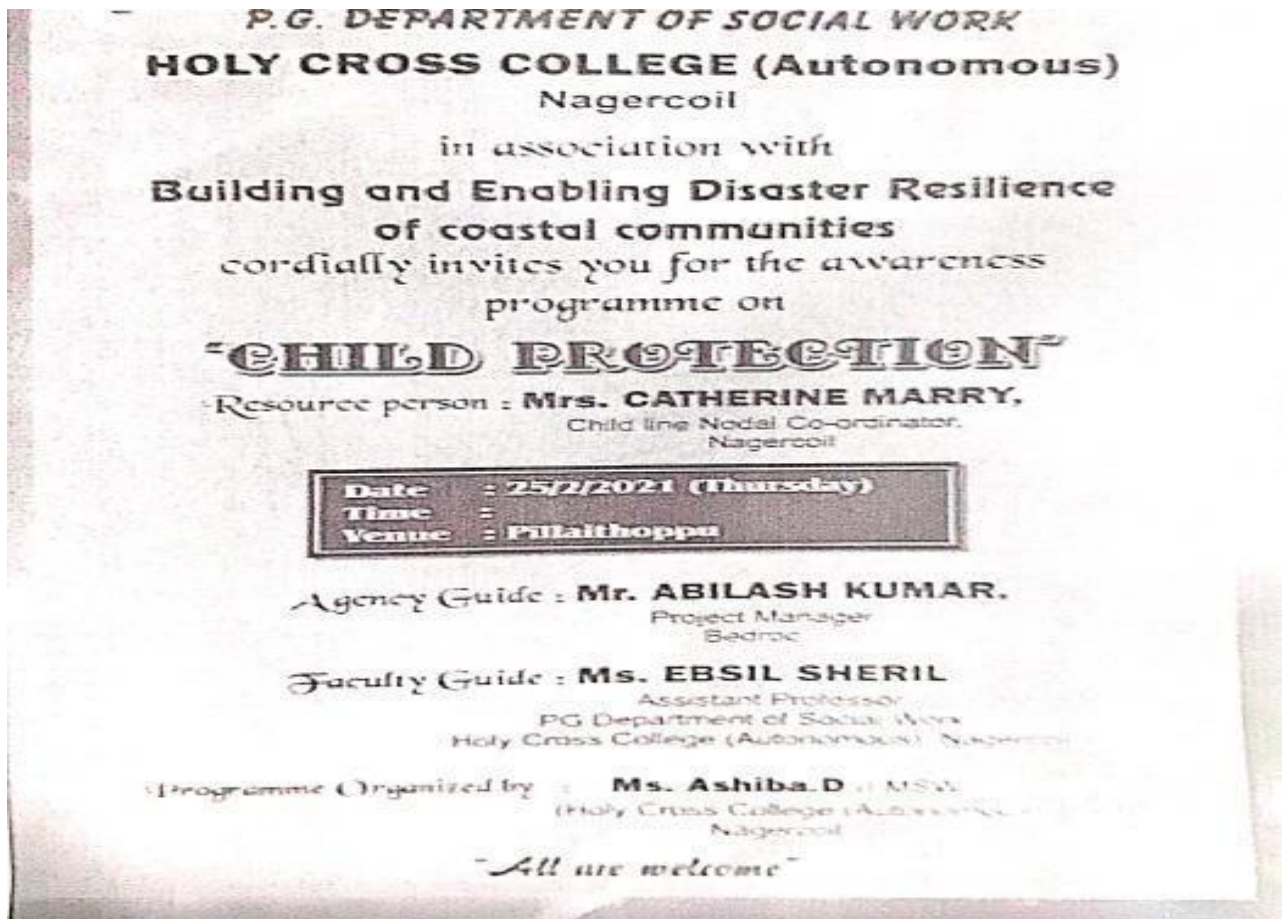 P.G. DEPARTMENT OF SOCIAL WORK
HOLY CROSS COLLEGE (Autonomous)
Nagercoil
in association with
Building and Enabling Disaster Resilience
of coastal communities
cordially invites you for the awareness
programme on
"CHILD PROTECTION"
Resource person : Mrs. CATHERINE MARRY,
Child line Nodal Co-ordinator,
Nagercoil
Date : 25/2/2021 (Thursday)
Time :
Venue : Pillaithoppu
Agency Guide : Mr. ABILASH KUMAR,
Project Manager
Bedroc
Faculty Guide : Ms. EBSIL SHERIL
Assistant Professor
PG Department of Social Work
Holy Cross College (Autonomous) Nagercoil
Programme Organized by : Ms. Ashiba.D MSW
(Holy Cross College
Nagercoil
"All are welcome"